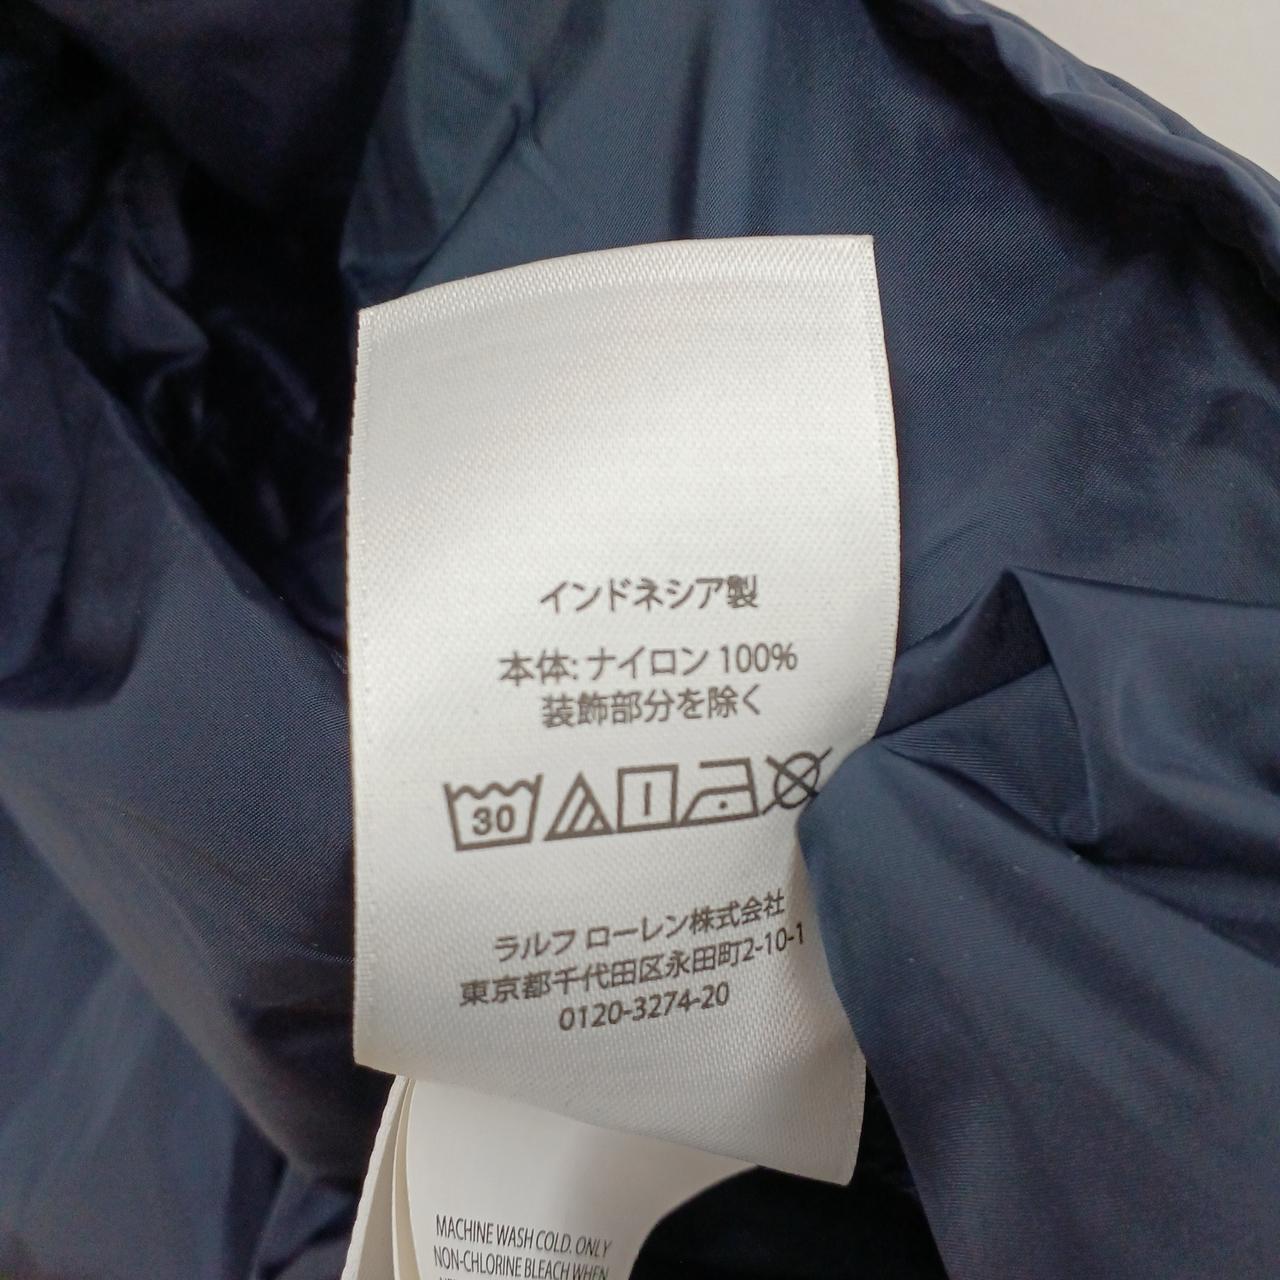 インドネシア製
本体: ナイロン 100%
装飾部分を除く
30
ラルフ ローレン株式会社
東京都千代田区永田町2-10-1
0120-3274-20
MACHINE WASH COLD. ONLY
NON-CHLORINE BLEACH WHEN